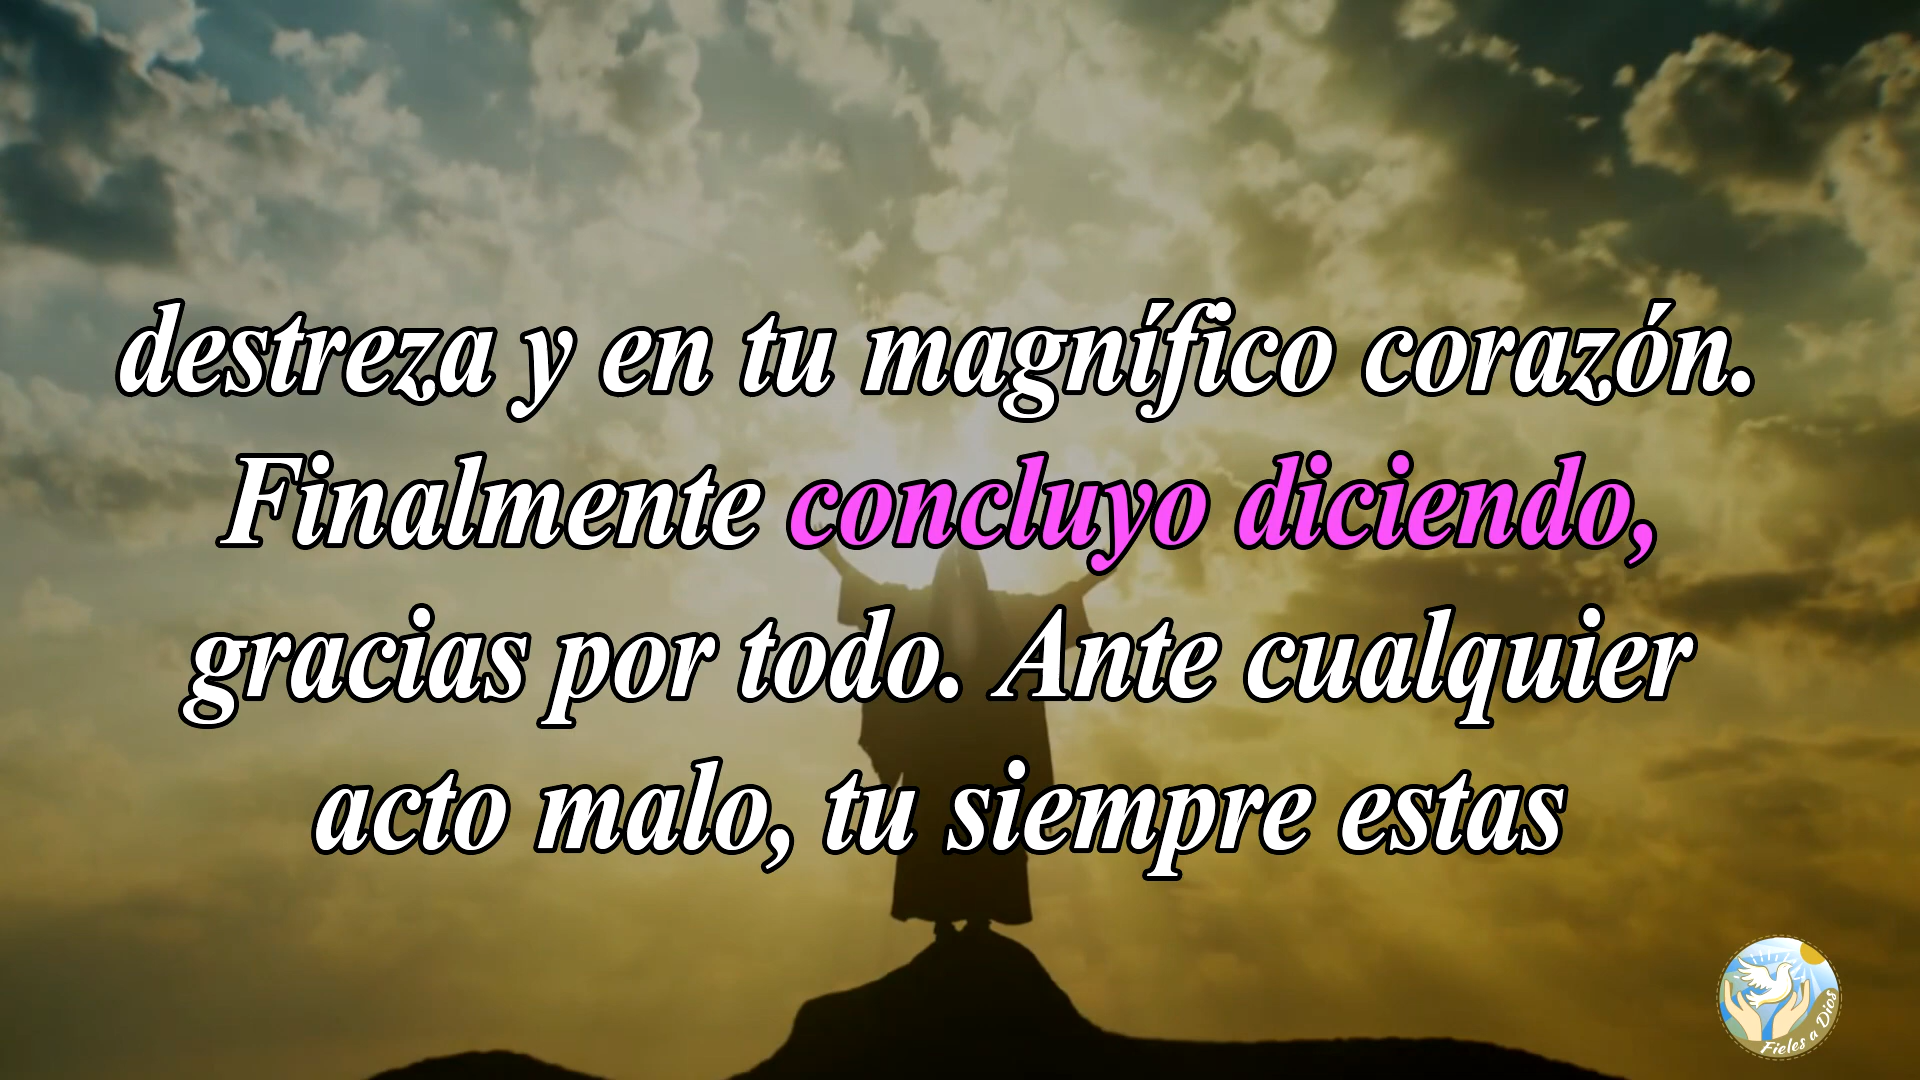 destreza y en tu magnífico corazón.
Finalmente concluyo diciendo,
gracias por todo. Ante cualquier
acto malo, tu siempre estas
Fieles a Dios